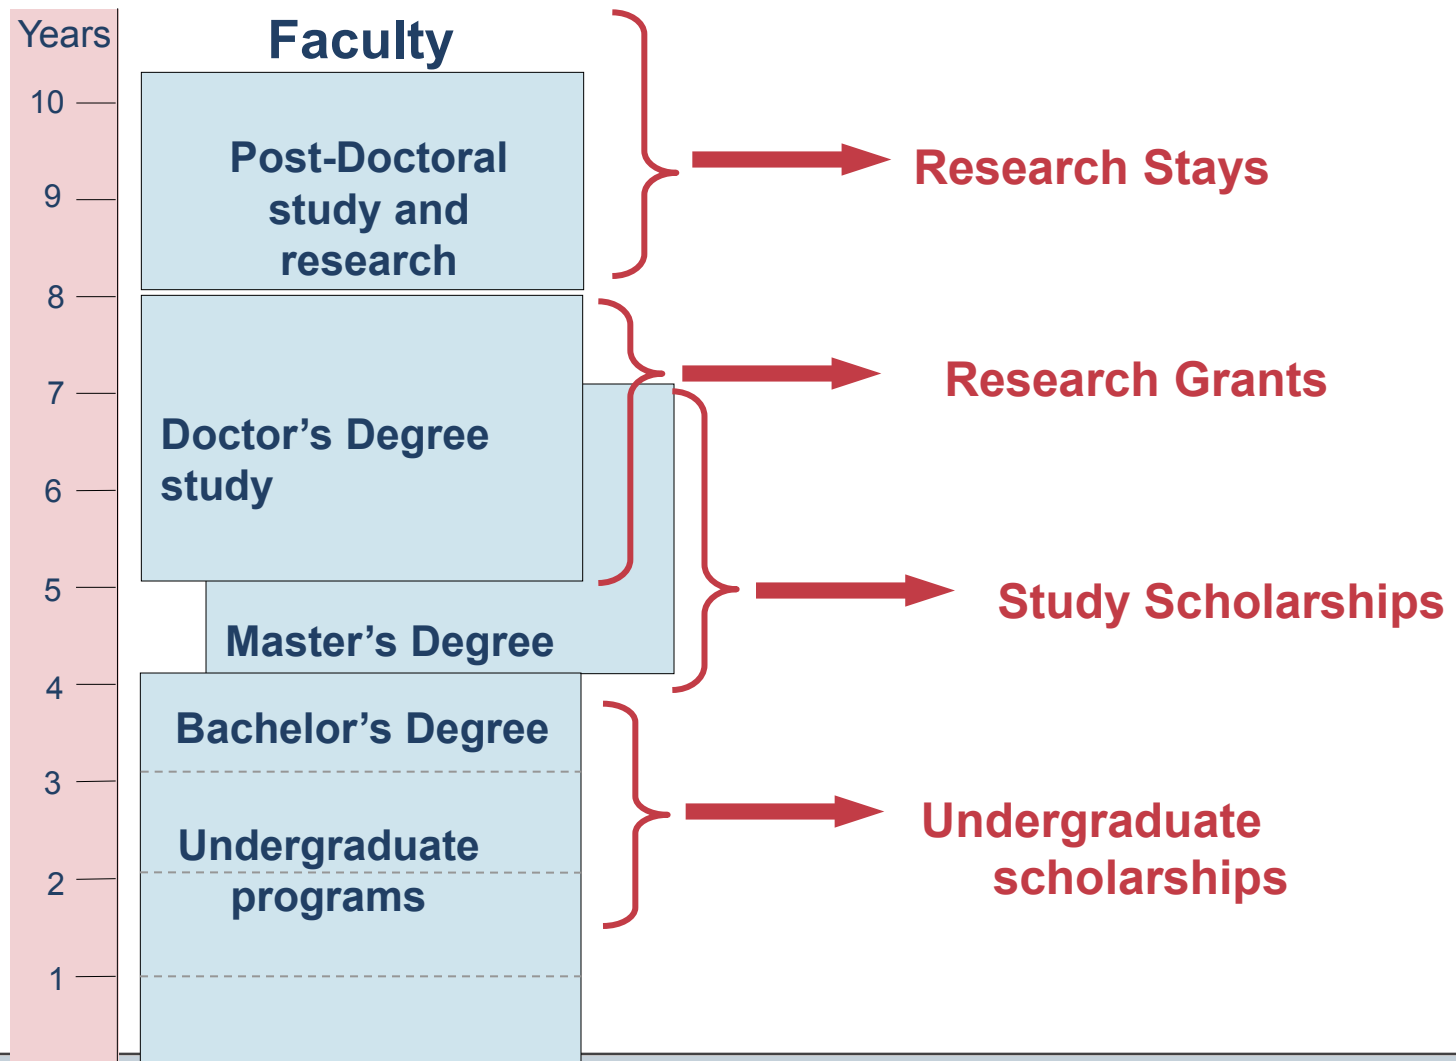 Years
Faculty
10
Post-Doctoral
study and
research
Research Stays
9
8
Research Grants
7
Doctor’s Degree
study
6
5
Study Scholarships
Master’s Degree
4
Bachelor’s Degree
3
Undergraduate
programs
Undergraduate
scholarships
2
1